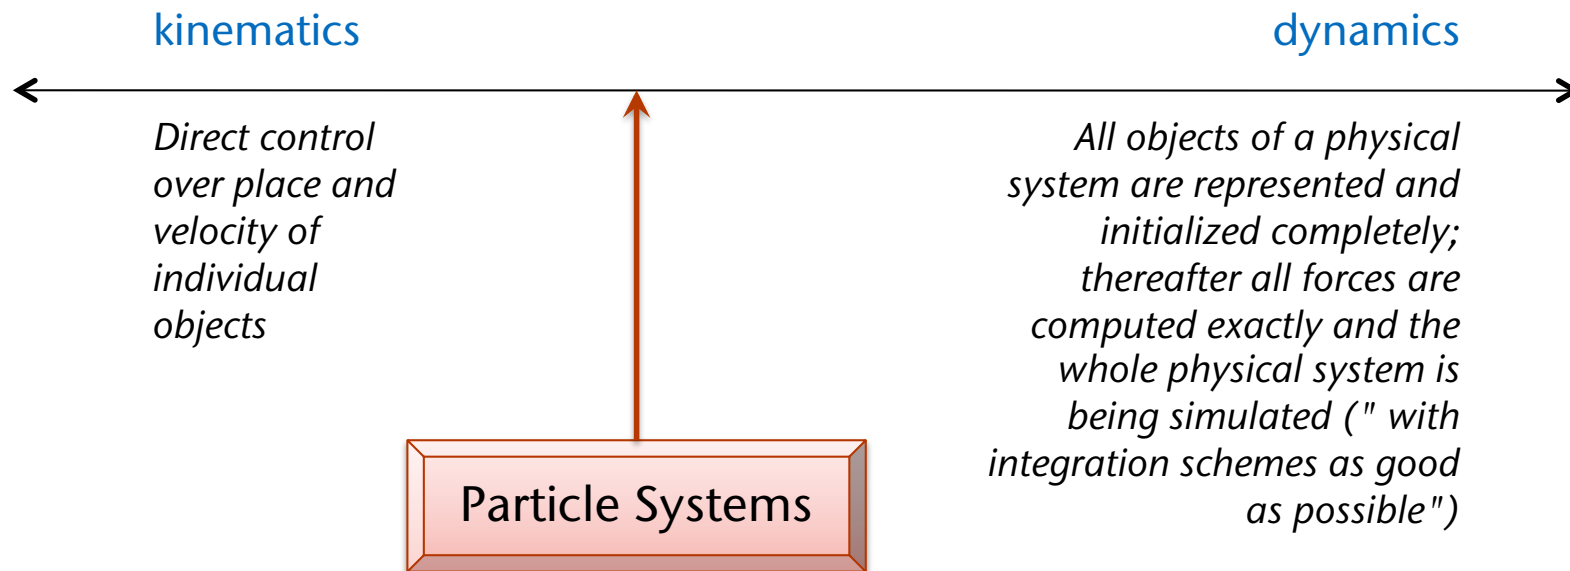 kinematics
dynamics
Direct control
over place and
velocity of
individual
objects
All objects of a physical
system are represented and
initialized completely;
thereafter all forces are
computed exactly and the
whole physical system is
being simulated (" with
integration schemes as good
as possible")
Particle Systems